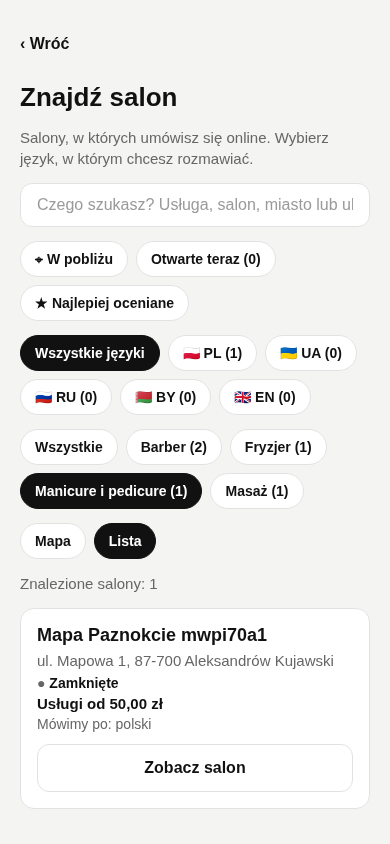 ‹ Wróć
Znajdź salon
Salony, w których umówisz się online. Wybierz
język, w którym chcesz rozmawiać.
Czego szukasz? Usługa, salon, miasto lub ul
⌖ W pobliżu
Otwarte teraz (0)
★ Najlepiej oceniane
Wszystkie języki
🇵🇱 PL (1)
🇺🇦 UA (0)
🇷🇺 RU (0)
🇧🇾 BY (0)
🇬🇧 EN (0)
Wszystkie
Barber (2)
Fryzjer (1)
Manicure i pedicure (1)
Masaż (1)
Mapa
Lista
Znalezione salony: 1
Mapa Paznokcie mwpi70a1
ul. Mapowa 1, 87-700 Aleksandrów Kujawski
● Zamknięte
Usługi od 50,00 zł
Mówimy po: polski
Zobacz salon